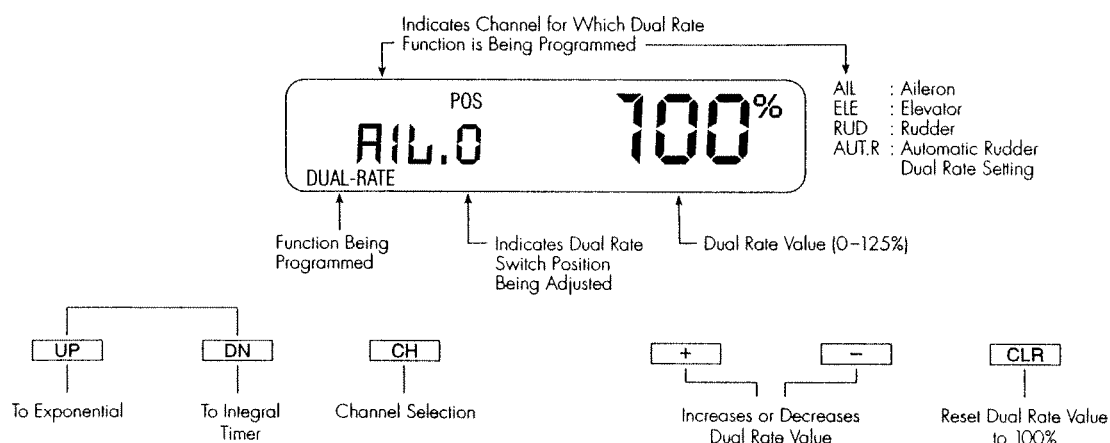 Indicates Channel for Which Dual Rate
Function is Being Programmed
POS
AIL.0
100%
DUAL-RATE
AIL : Aileron
ELE : Elevator
RUD : Rudder
AUT.R : Automatic Rudder
Dual Rate Setting
Function Being
Programmed
Indicates Dual Rate
Switch Position
Being Adjusted
Dual Rate Value (0–125%)
UP
DN
CH
+
−
CLR
To Exponential
To Integral
Timer
Channel Selection
Increases or Decreases
Dual Rate Value
Reset Dual Rate Value
to 100%